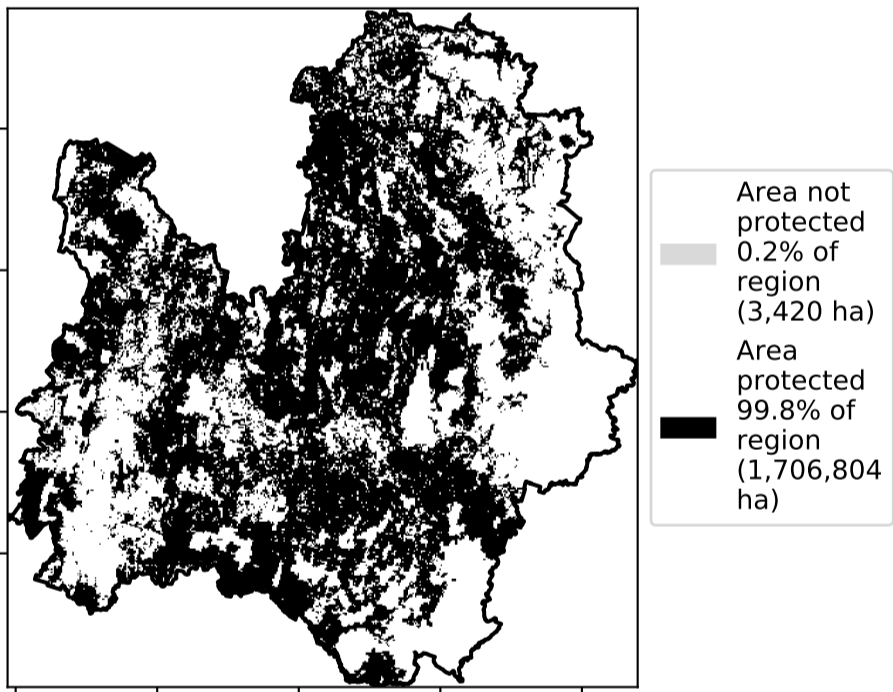 Area not
protected
0.2% of
region
(3,420 ha)
Area
protected
99.8% of
region
(1,706,804
ha)